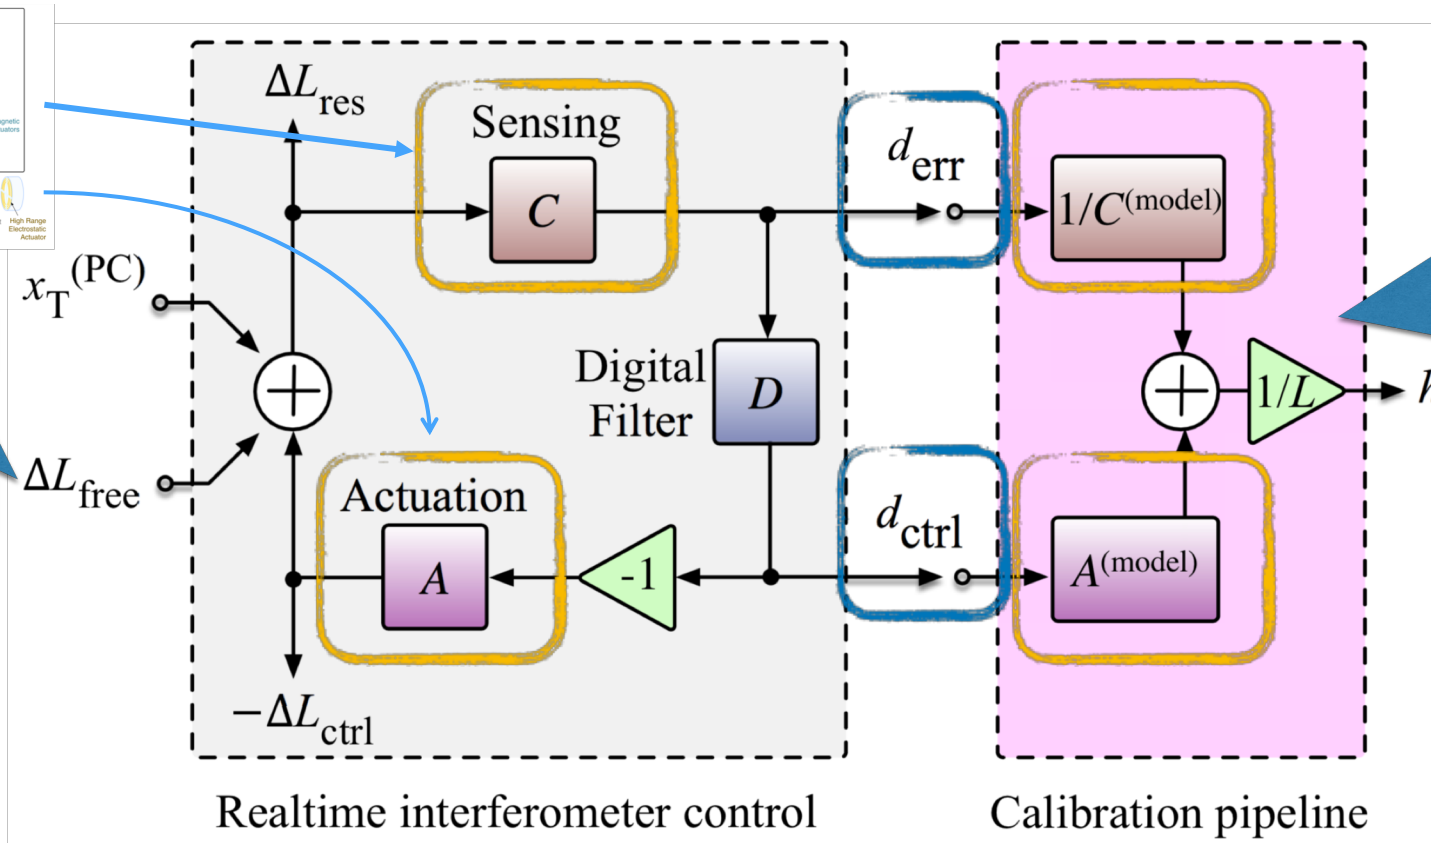 High Range
Electrostatic
Actuator
ΔL_res
Sensing
C
d_err
1/C^(model)
x_T^(PC)
Digital
Filter
D
1/L
ΔL_free
Actuation
A
-1
d_ctrl
A^(model)
−ΔL_ctrl
Realtime interferometer control
Calibration pipeline